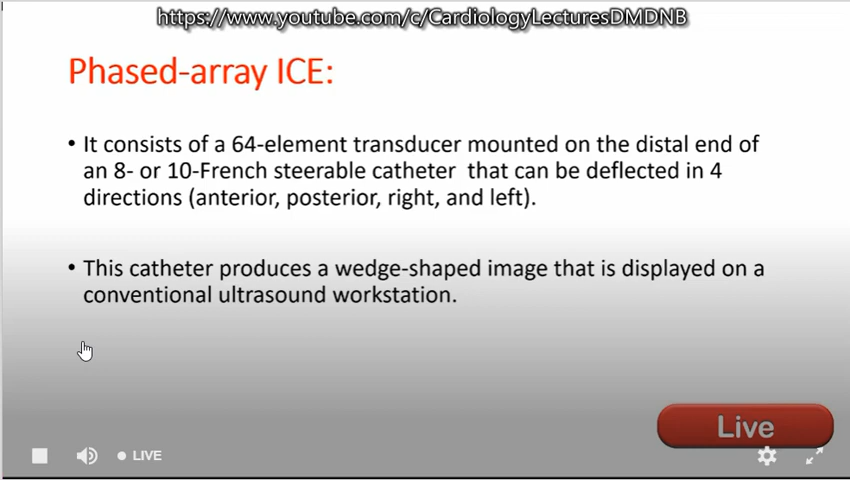 https://www.youtube.com/c/CardiologyLecturesDMDNB
Phased-array ICE:
• It consists of a 64-element transducer mounted on the distal end of
an 8- or 10-French steerable catheter that can be deflected in 4
directions (anterior, posterior, right, and left).
• This catheter produces a wedge-shaped image that is displayed on a
conventional ultrasound workstation.
Live
LIVE